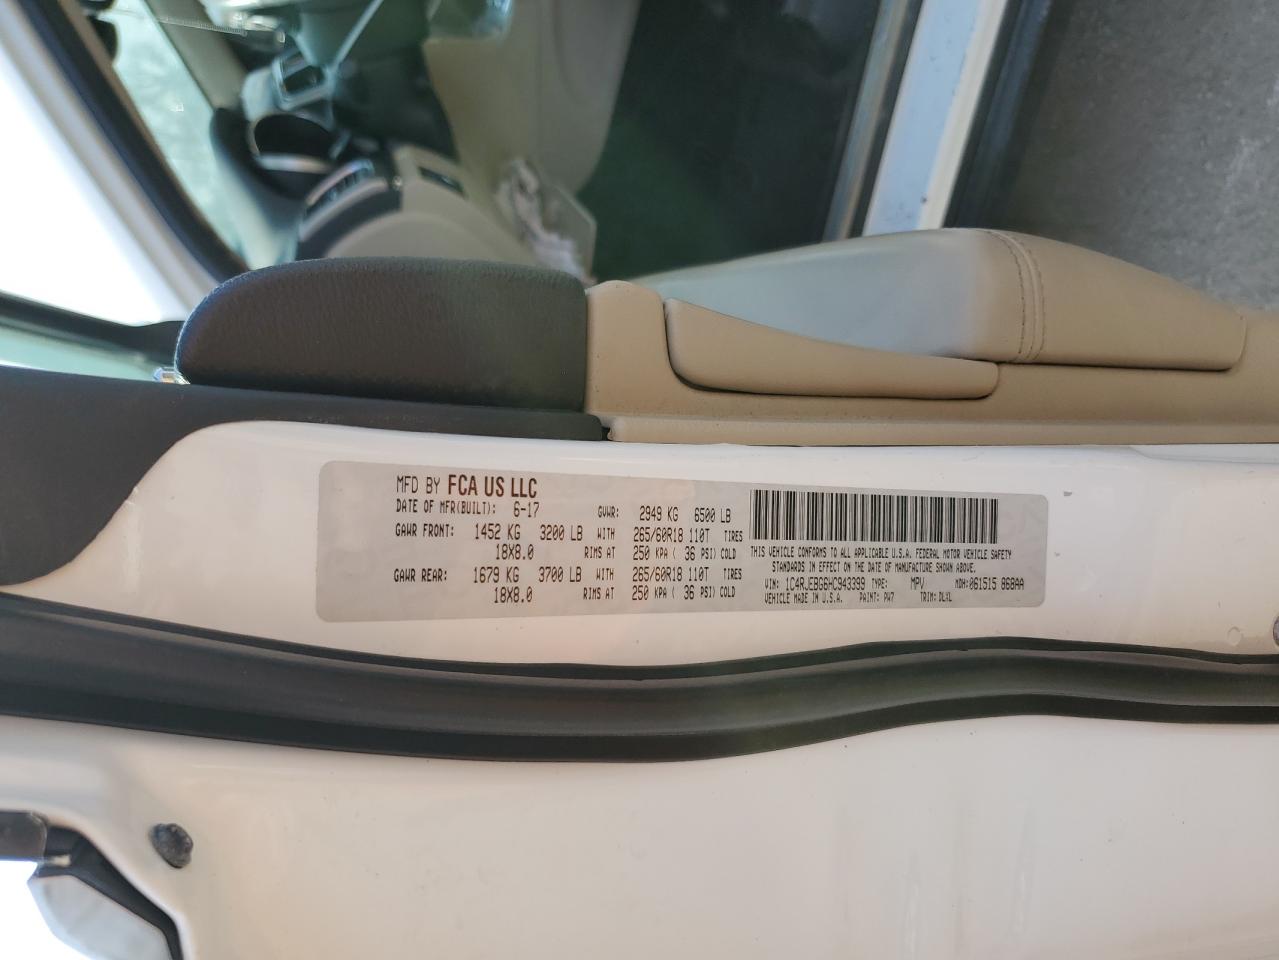 MFD BY FCA US LLC
DATE OF MFR(BUILT): 6-17 GVWR: 2949 KG 6500 LB
GAWR FRONT: 1452 KG 3200 LB WITH 265/60R18 110T TIRES
18X8.0 RIMS AT 250 KPA ( 36 PSI) COLD
GAWR REAR: 1679 KG 3700 LB WITH 265/60R18 110T TIRES
18X8.0 RIMS AT 250 KPA ( 36 PSI) COLD
THIS VEHICLE CONFORMS TO ALL APPLICABLE U.S.A. FEDERAL MOTOR VEHICLE SAFETY
STANDARDS IN EFFECT ON THE DATE OF MANUFACTURE SHOWN ABOVE.
VIN: 1C4RJEBG6HC943399 TYPE: MPV MDH: 061515 868AA
VEHICLE MADE IN U.S.A. PAINT: PW7 TRIM: DLYL